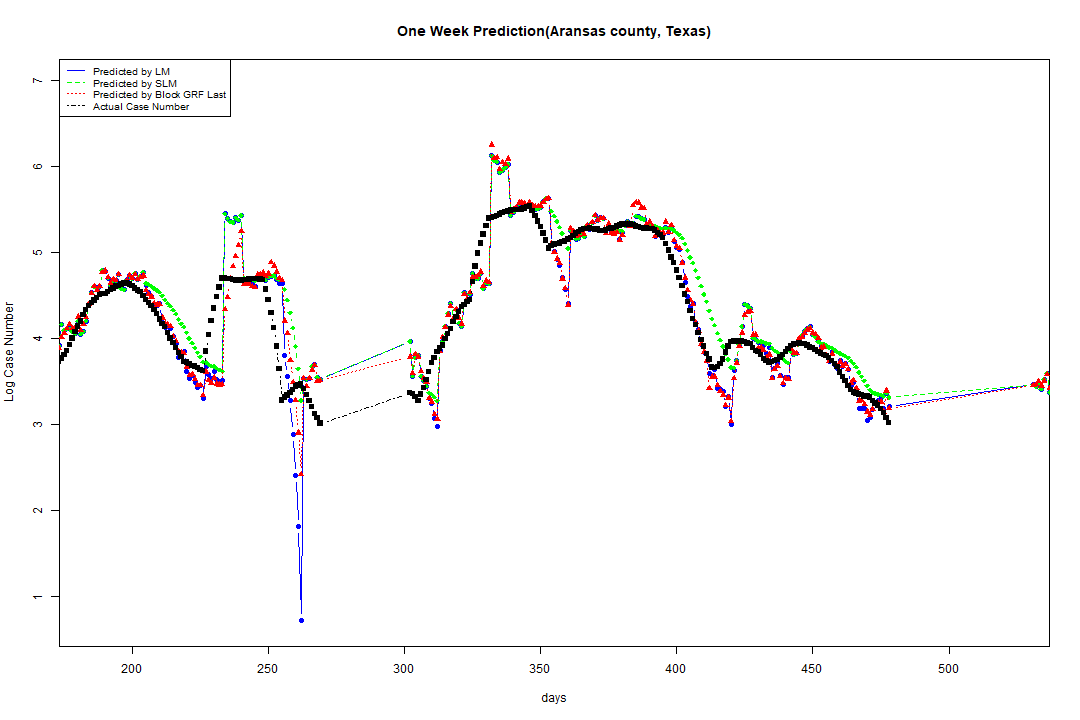 One Week Prediction(Aransas county, Texas)
Predicted by LM
Predicted by SLM
Predicted by Block GRF Last
Actual Case Number
7
6
5
4
3
2
1
Log Case Number
200 250 300 350 400 450 500
days